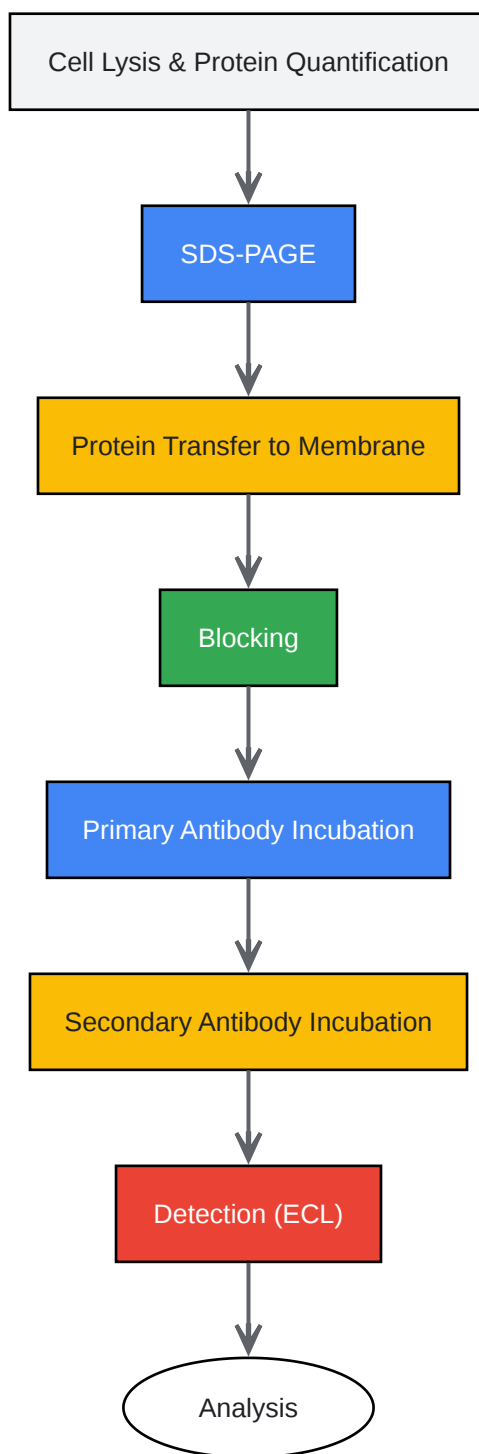 Cell Lysis & Protein Quantification
SDS-PAGE
Protein Transfer to Membrane
Blocking
Primary Antibody Incubation
Secondary Antibody Incubation
Detection (ECL)
Analysis